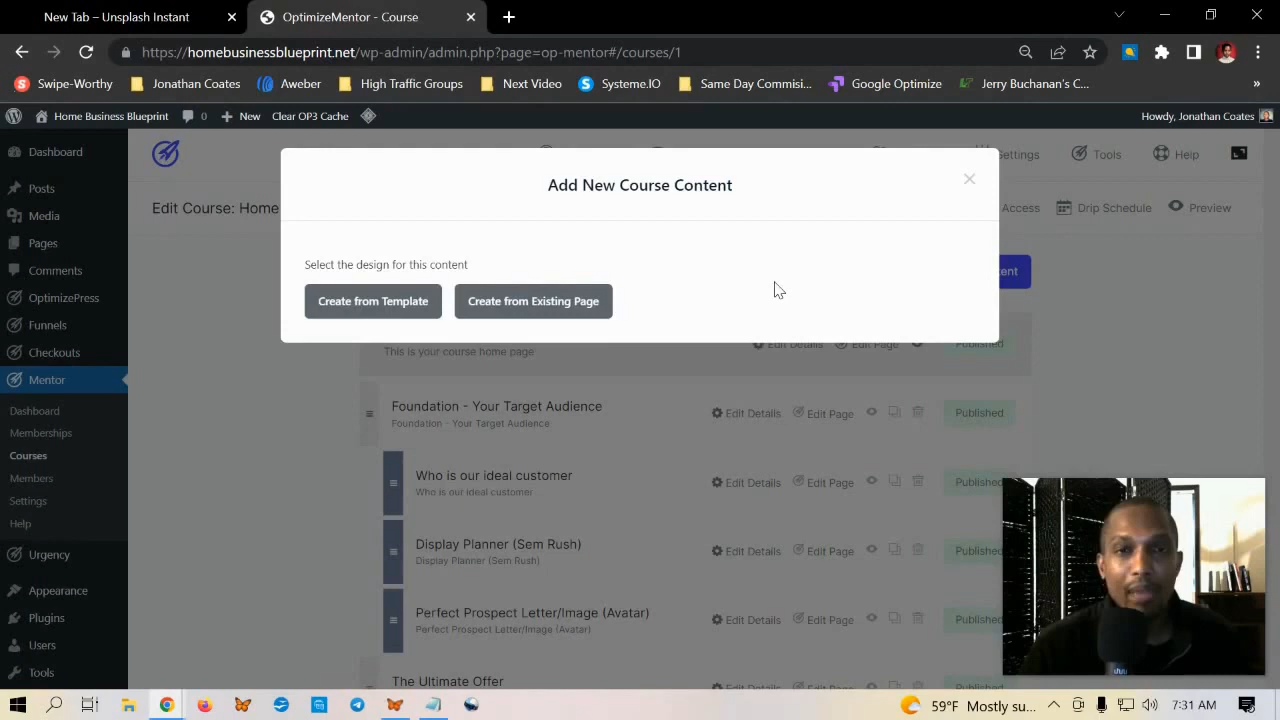 New Tab – Unsplash Instant
OptimizeMentor - Course
https://homebusinessblueprint.net/wp-admin/admin.php?page=op-mentor#/courses/1
Swipe-Worthy
Jonathan Coates
Aweber
High Traffic Groups
Next Video
Systeme.IO
Same Day Commisi...
Google Optimize
Jerry Buchanan's C...
»
Home Business Blueprint
0
New
Clear OP3 Cache
Howdy, Jonathan Coates
Dashboard
Posts
Media
Pages
Comments
OptimizePress
Funnels
Checkouts
Mentor
Dashboard
Memberships
Courses
Members
Settings
Help
Urgency
Appearance
Plugins
Users
Tools
Settings
Tools
Help
Edit Course: Home
Access
Drip Schedule
Preview
Add New Course Content
Select the design for this content
Create from Template
Create from Existing Page
This is your course home page
Edit Details
Edit Page
Published
Foundation - Your Target Audience
Foundation - Your Target Audience
Edit Details
Edit Page
Published
Who is our ideal customer
Who is our ideal customer
Edit Details
Edit Page
Published
Display Planner (Sem Rush)
Display Planner (Sem Rush)
Edit Details
Edit Page
Published
Perfect Prospect Letter/Image (Avatar)
Perfect Prospect Letter/Image (Avatar)
Edit Details
Edit Page
Published
The Ultimate Offer
Edit Details
Edit Page
Published
59°F Mostly su...
7:31 AM